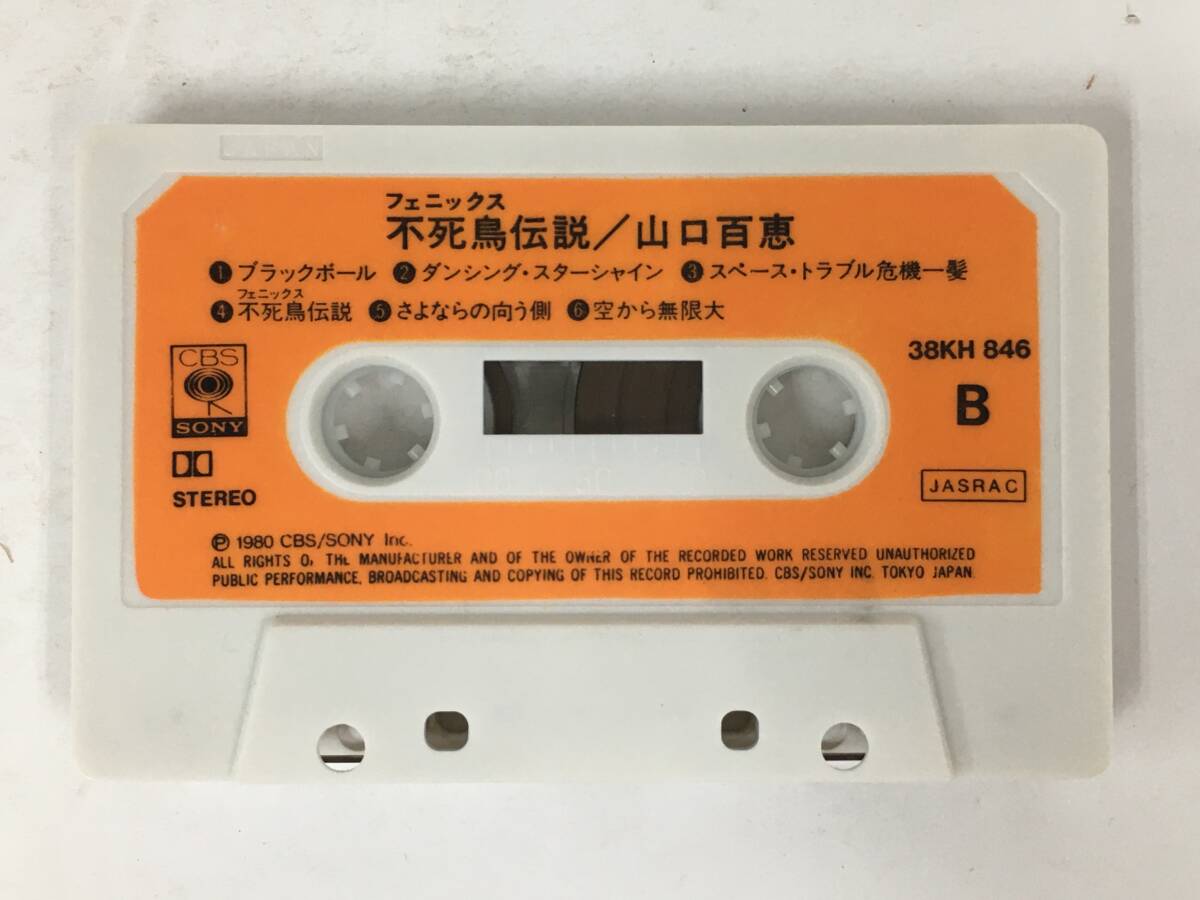 JAPAN
フェニックス
不死鳥伝説/山口百恵
❶ブラックボール ❷ダンシング・スターシャイン ❸スペース・トラブル危機一髪
フェニックス
❹不死鳥伝説 ❺さよならの向う側 ❻空から無限大
CBS
SONY
STEREO
38KH 846
B
JASRAC
℗ 1980 CBS/SONY Inc.
ALL RIGHTS O, THE MANUFACTURER AND OF THE OWNER OF THE RECORDED WORK RESERVED UNAUTHORIZED
PUBLIC PERFORMANCE, BROADCASTING AND COPYING OF THIS RECORD PROHIBITED. CBS/SONY INC. TOKYO JAPAN